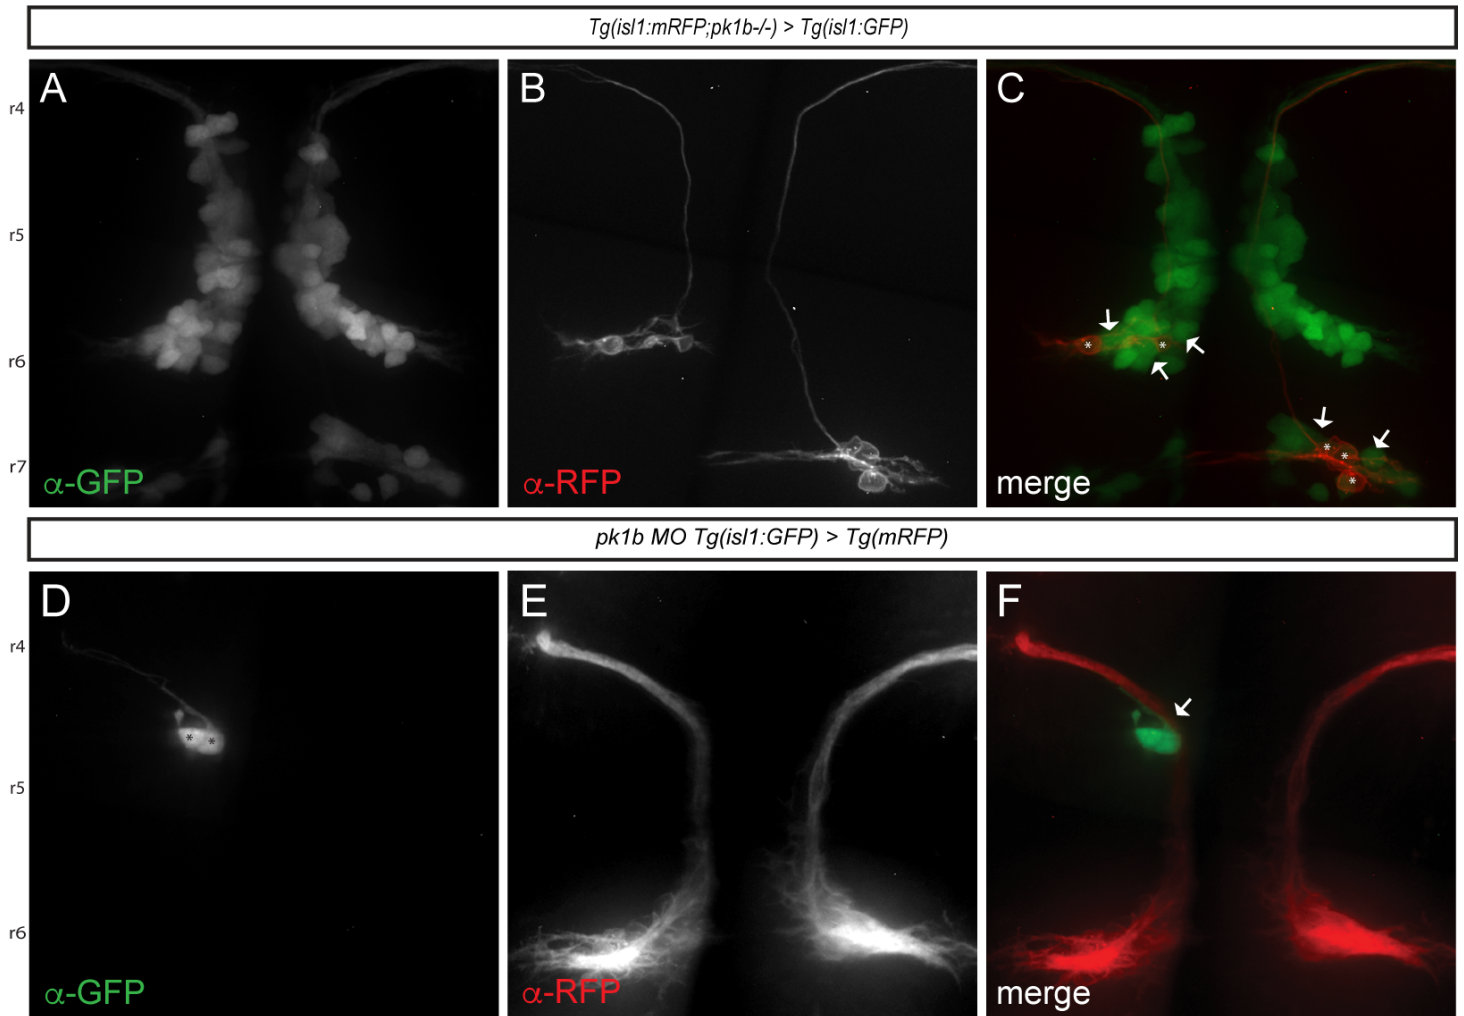 Tg(isl1:mRFP;pk1b-/-) > Tg(isl1:GFP)
A
B
C
r4
r5
r6
r7
α-GFP
α-RFP
merge
pk1b MO Tg(isl1:GFP) > Tg(mRFP)
D
E
F
r4
r5
r6
α-GFP
α-RFP
merge